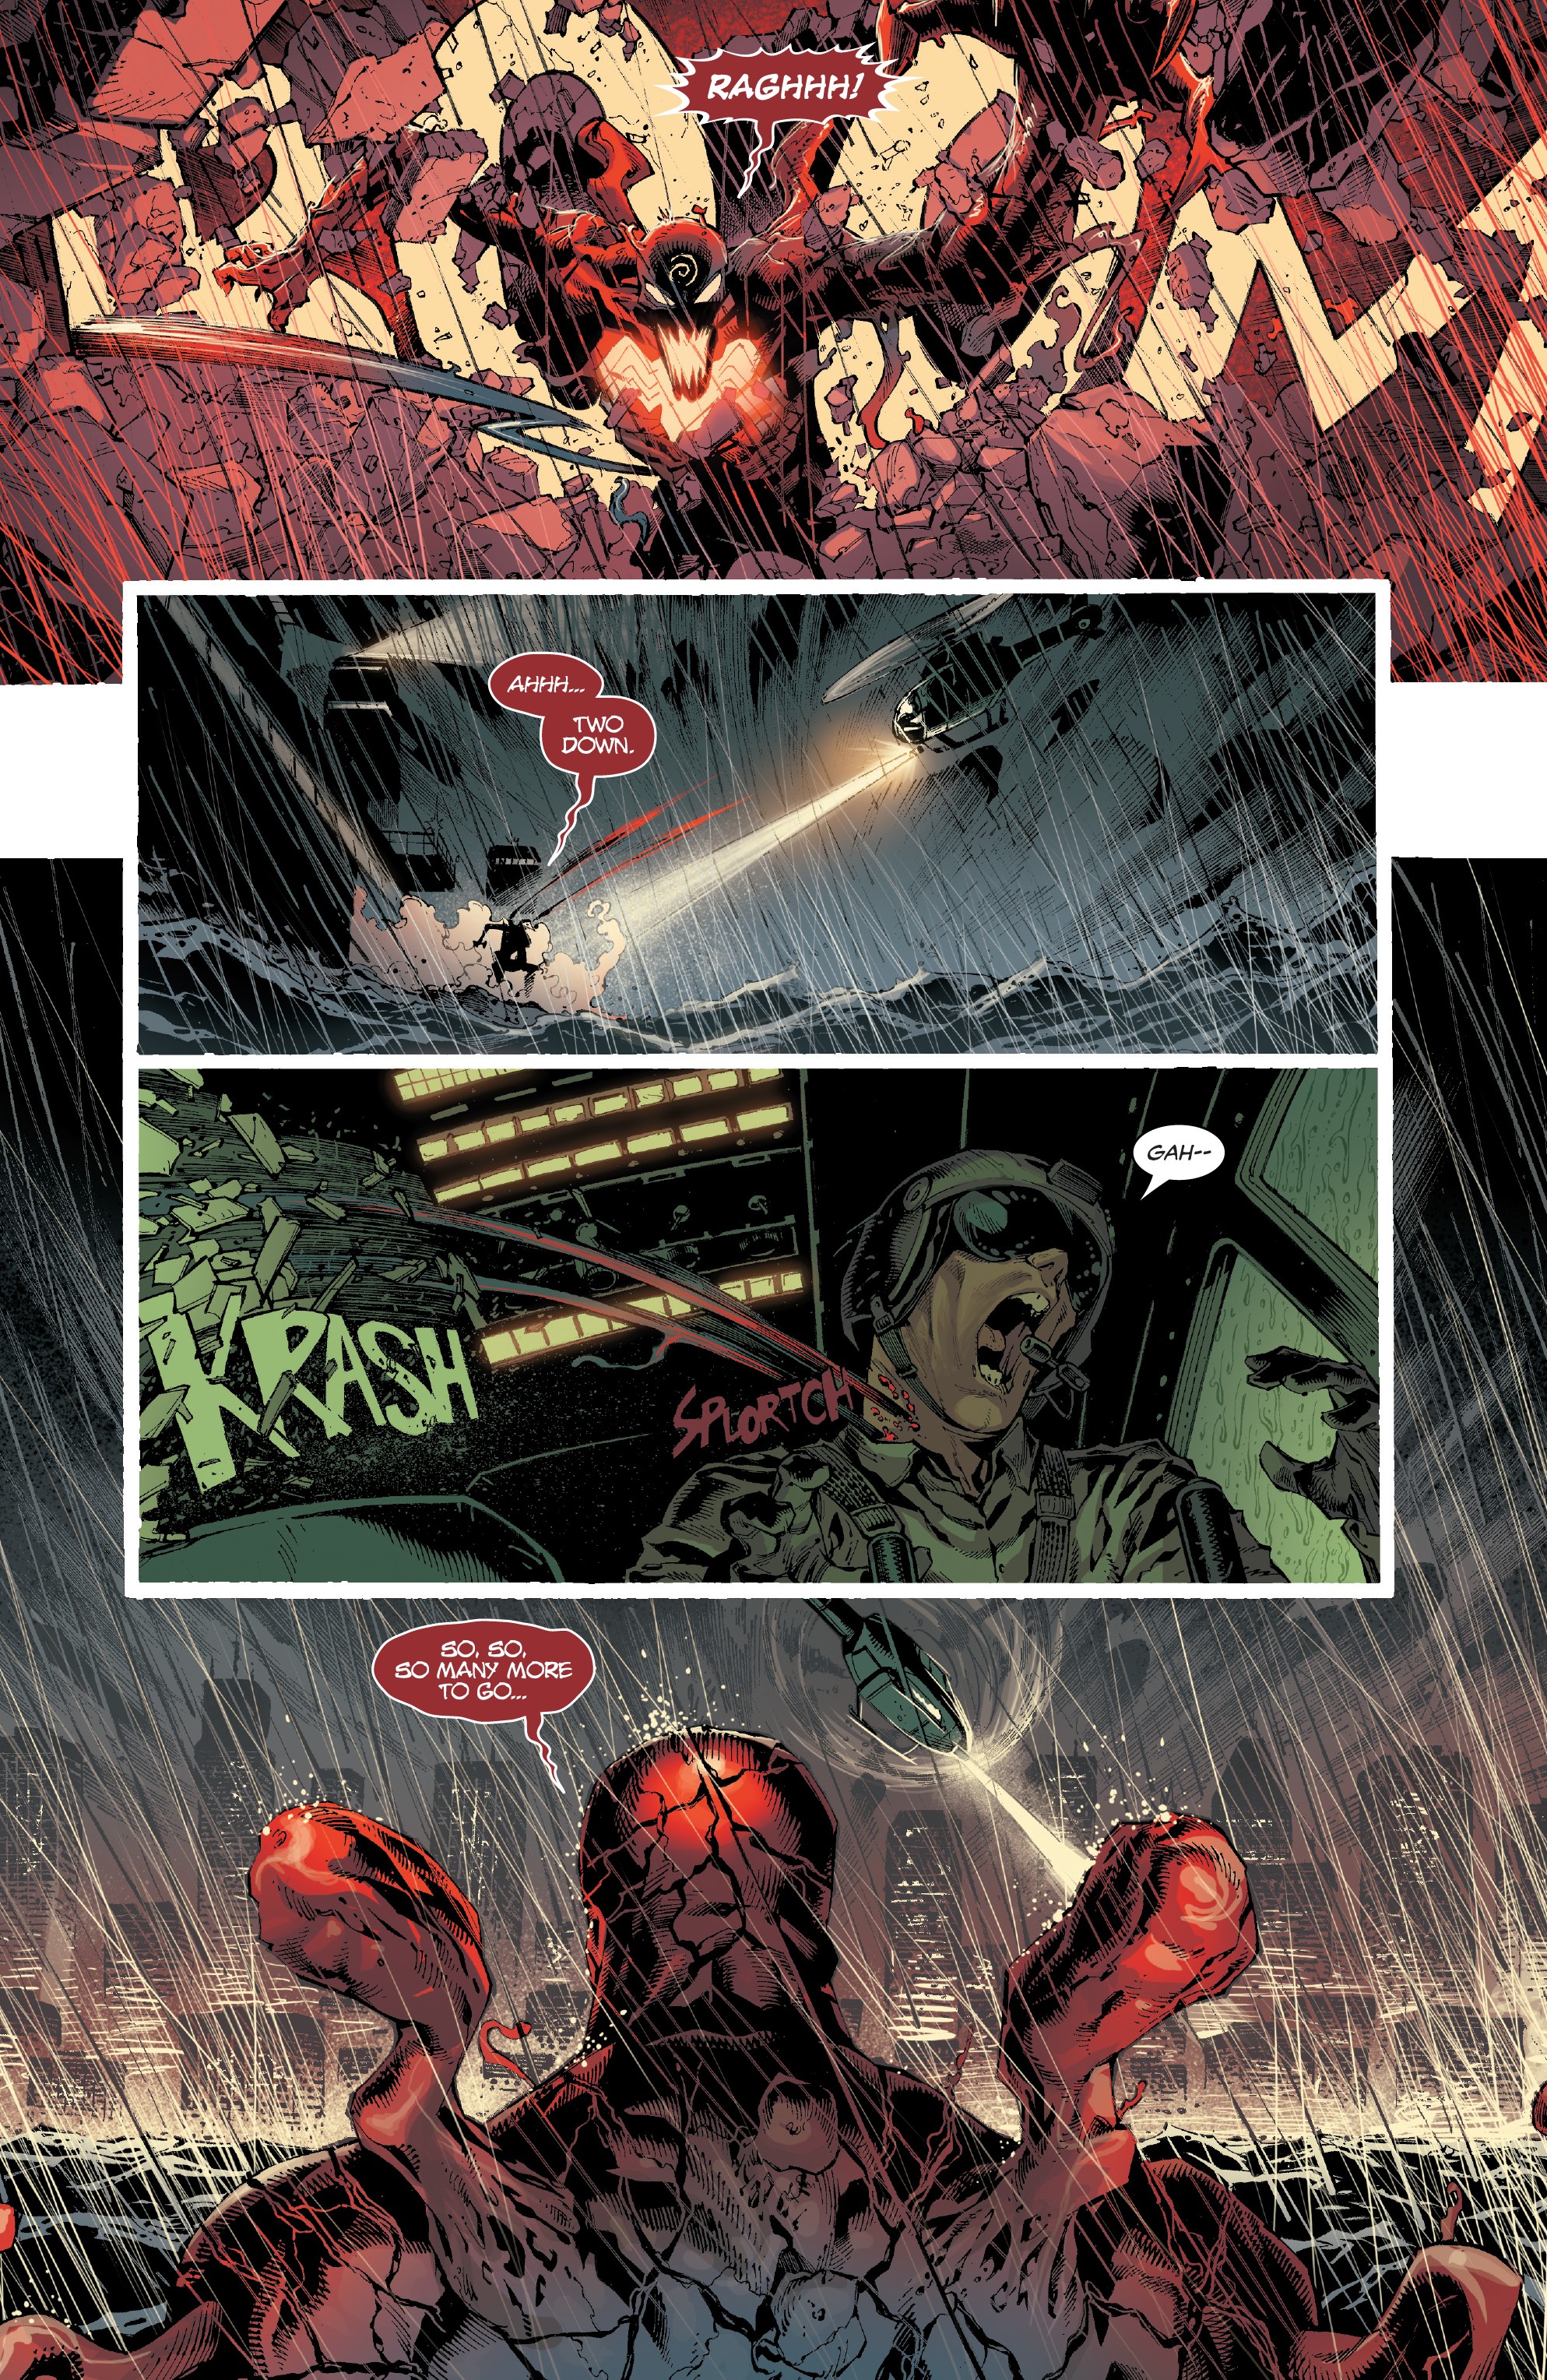 RAGHHH!
AHHH...
TWO
DOWN.
GAH--
KRASH
SPLORTCH
SO, SO,
SO MANY MORE
TO GO...